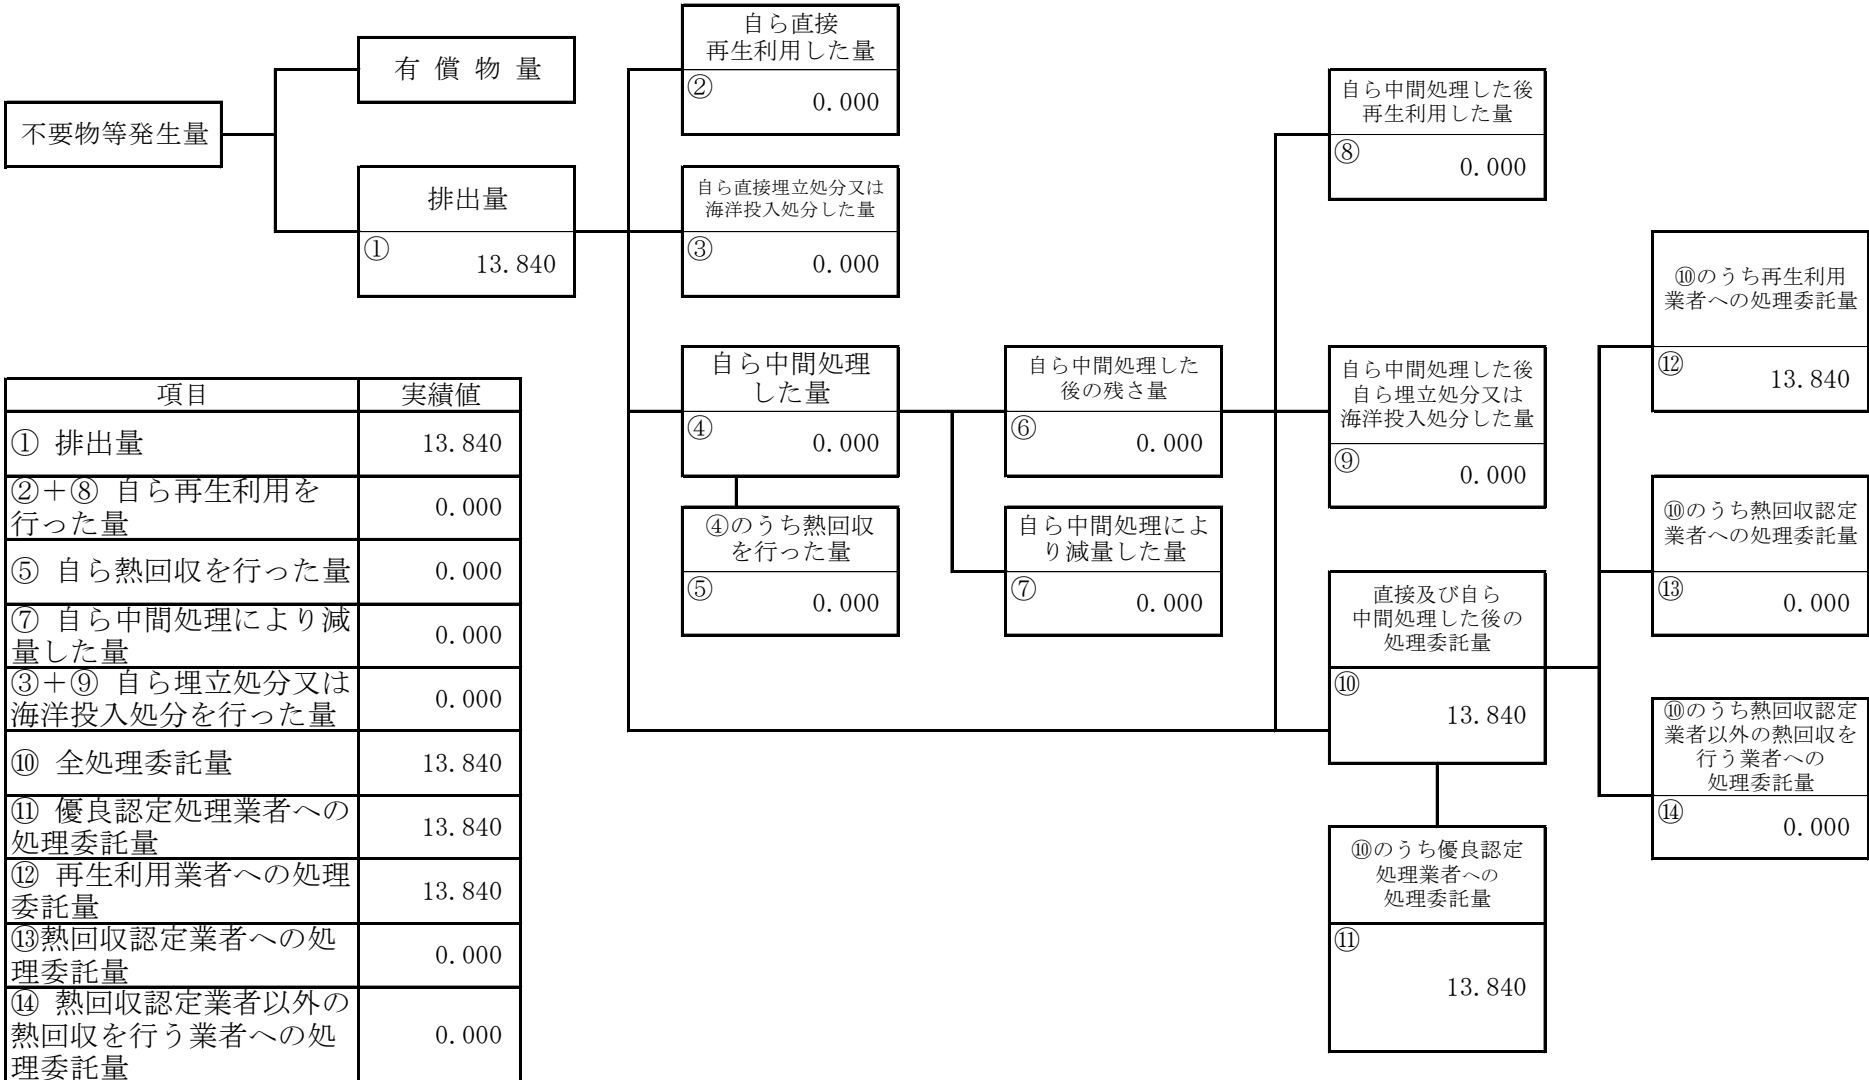 不要物等発生量
有 償 物 量
排出量
①
13.840
自ら直接
再生利用した量
②
0.000
自ら直接埋立処分又は
海洋投入処分した量
③
0.000
自ら中間処理
した量
④
0.000
④のうち熱回収
を行った量
⑤
0.000
自ら中間処理した
後の残さ量
⑥
0.000
自ら中間処理によ
り減量した量
⑦
0.000
自ら中間処理した後
再生利用した量
⑧
0.000
自ら中間処理した後
自ら埋立処分又は
海洋投入処分した量
⑨
0.000
直接及び自ら
中間処理した後の
処理委託量
⑩
13.840
⑩のうち優良認定
処理業者への
処理委託量
⑪
13.840
⑩のうち再生利用
業者への処理委託量
⑫
13.840
⑩のうち熱回収認定
業者への処理委託量
⑬
0.000
⑩のうち熱回収認定
業者以外の熱回収を
行う業者への
処理委託量
⑭
0.000
項目 実績値
① 排出量 13.840
②＋⑧ 自ら再生利用を
行った量 0.000
⑤ 自ら熱回収を行った量 0.000
⑦ 自ら中間処理により減
量した量 0.000
③＋⑨ 自ら埋立処分又は
海洋投入処分を行った量 0.000
⑩ 全処理委託量 13.840
⑪ 優良認定処理業者への
処理委託量 13.840
⑫ 再生利用業者への処理
委託量 13.840
⑬熱回収認定業者への処
理委託量 0.000
⑭ 熱回収認定業者以外の
熱回収を行う業者への処
理委託量 0.000